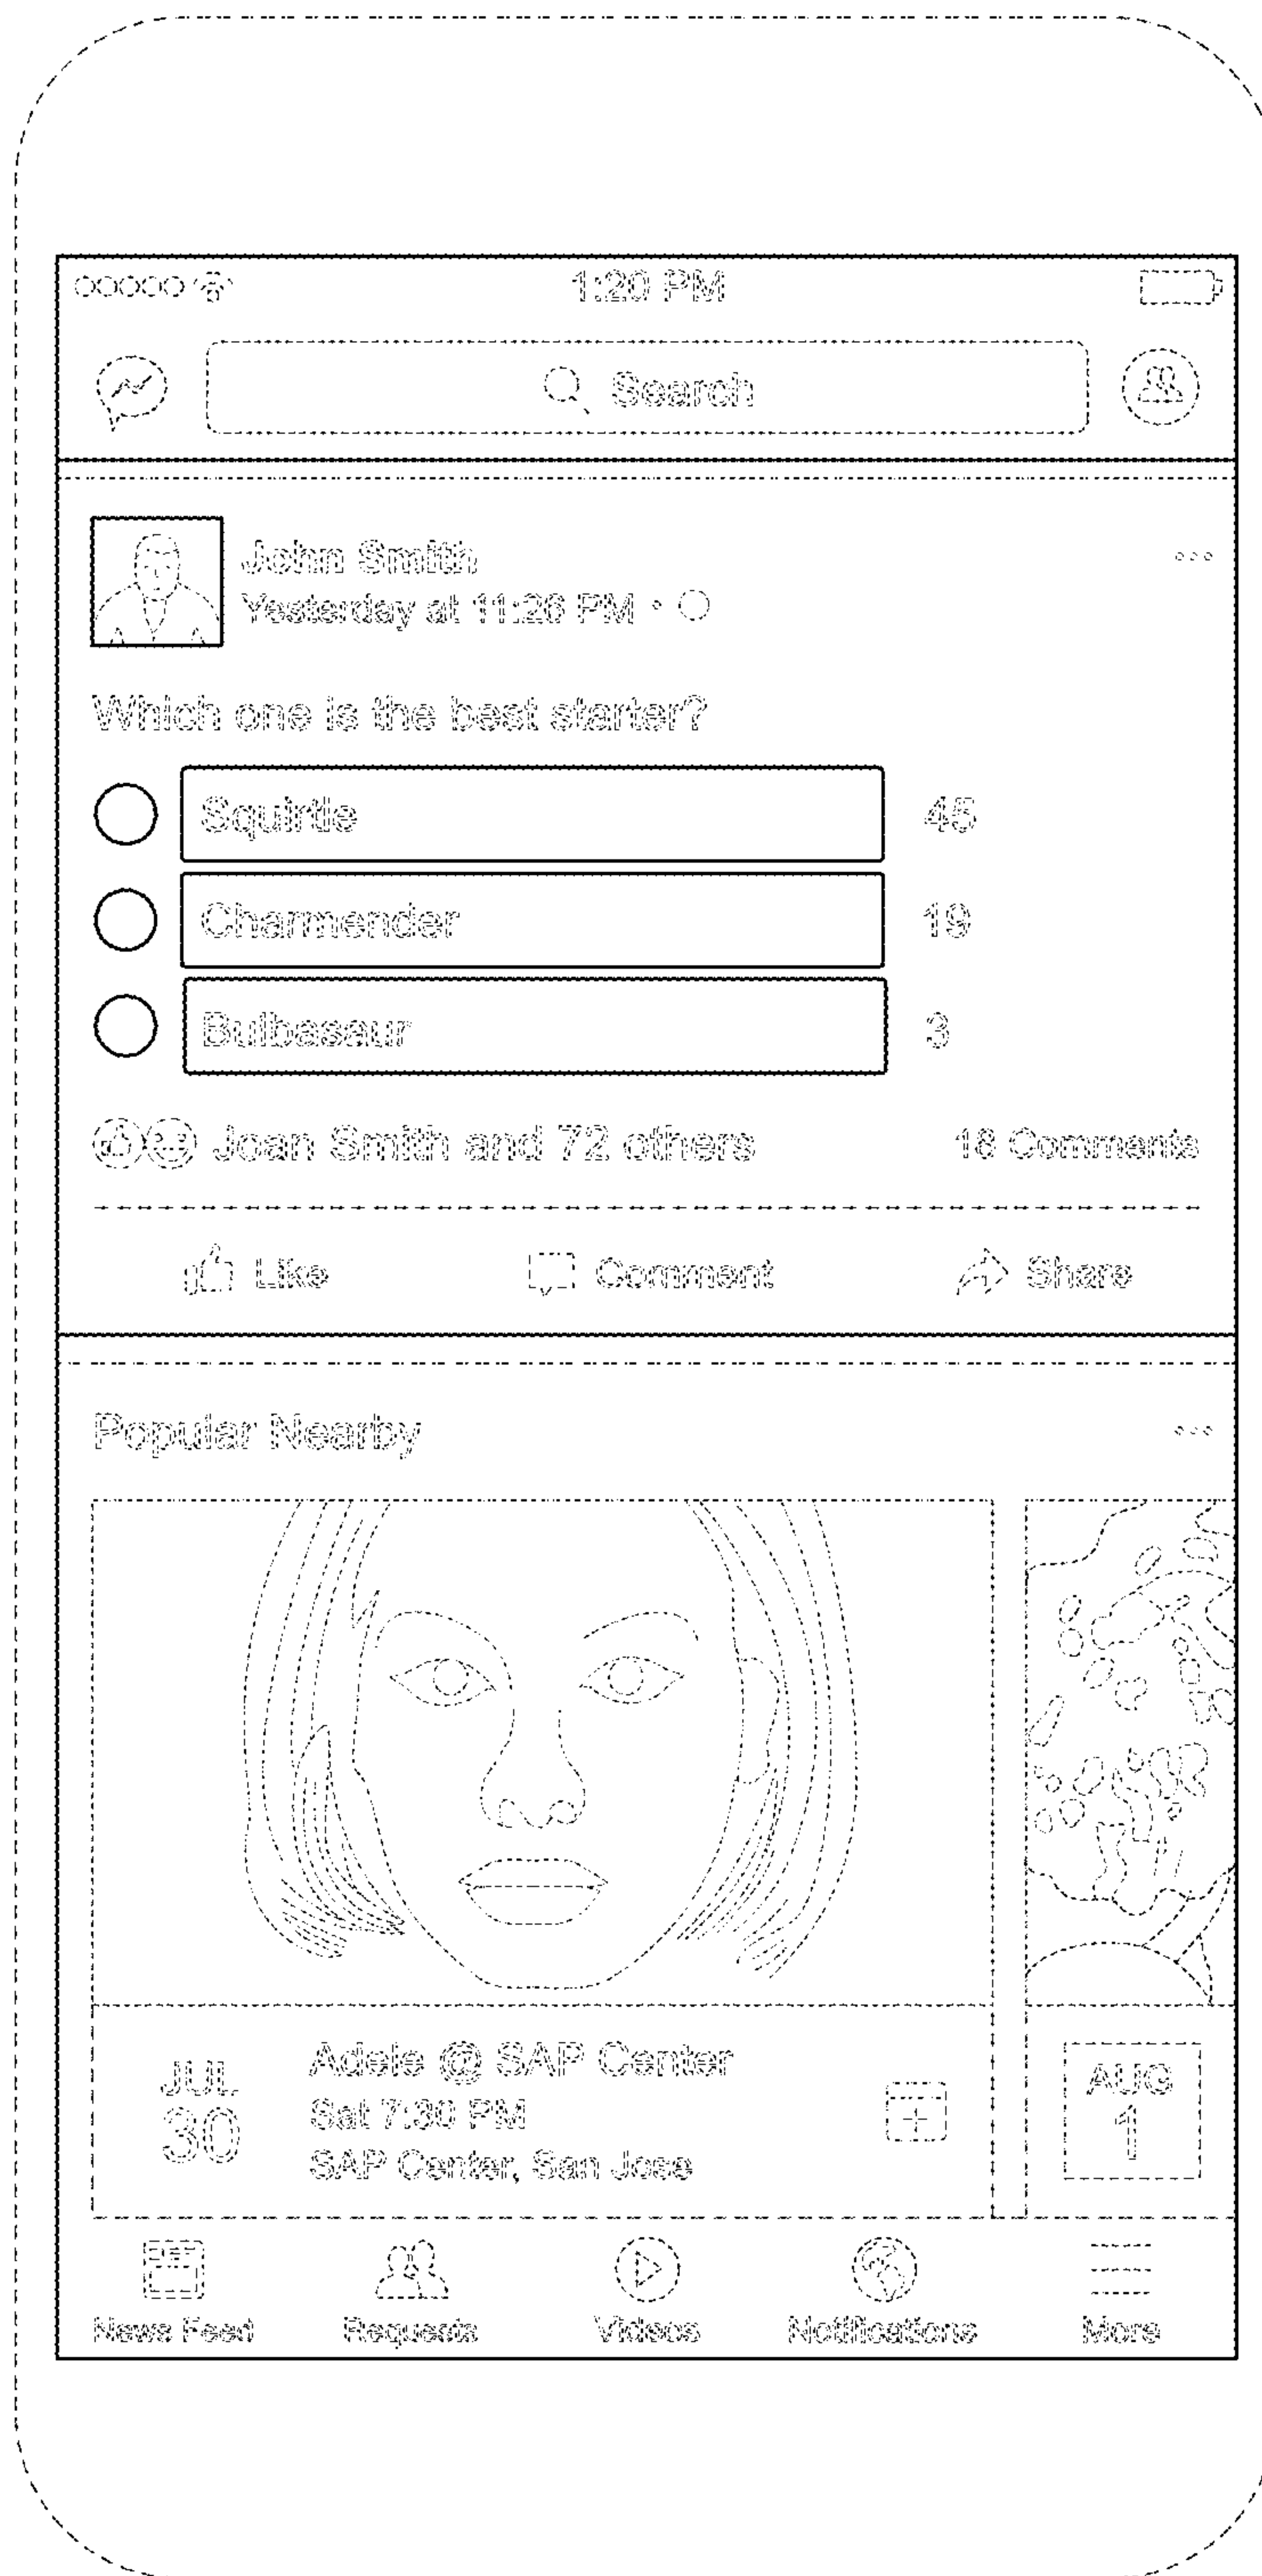 1:20 PM
Search
John Smith
Yesterday at 11:26 PM ·
Which one is the best starter?
Squirtle 45
Charmender 19
Bulbasaur 3
Joan Smith and 72 others 18 Comments
Like Comment Share
Popular Nearby
JUL
30
Adele @ SAP Center
Sat 7:30 PM
SAP Center, San Jose
AUG
1
News Feed Requests Videos Notifications More